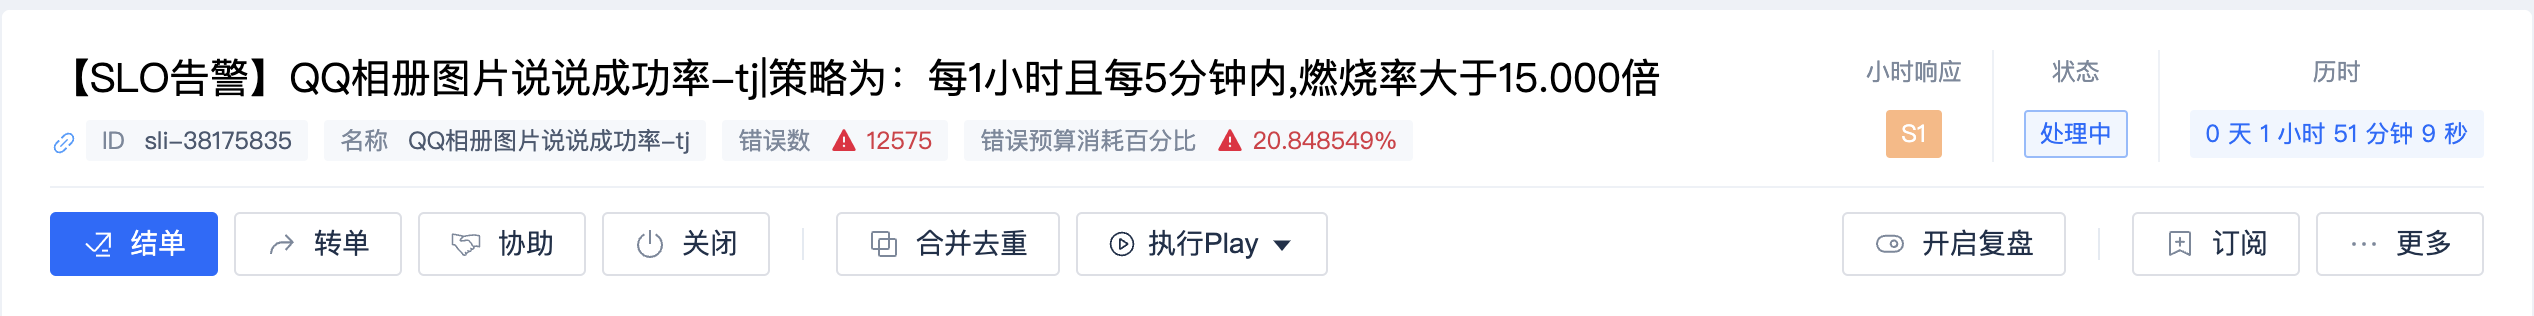 【SLO告警】QQ相册图片说说成功率-tj|策略为：每1小时且每5分钟内,燃烧率大于15.000倍
ID sli-38175835 名称 QQ相册图片说说成功率-tj 错误数 12575 错误预算消耗百分比 20.848549%
小时响应 状态 历时
S1 处理中 0 天 1 小时 51 分钟 9 秒
结单 转单 协助 关闭 合并去重 执行Play 开启复盘 订阅 更多